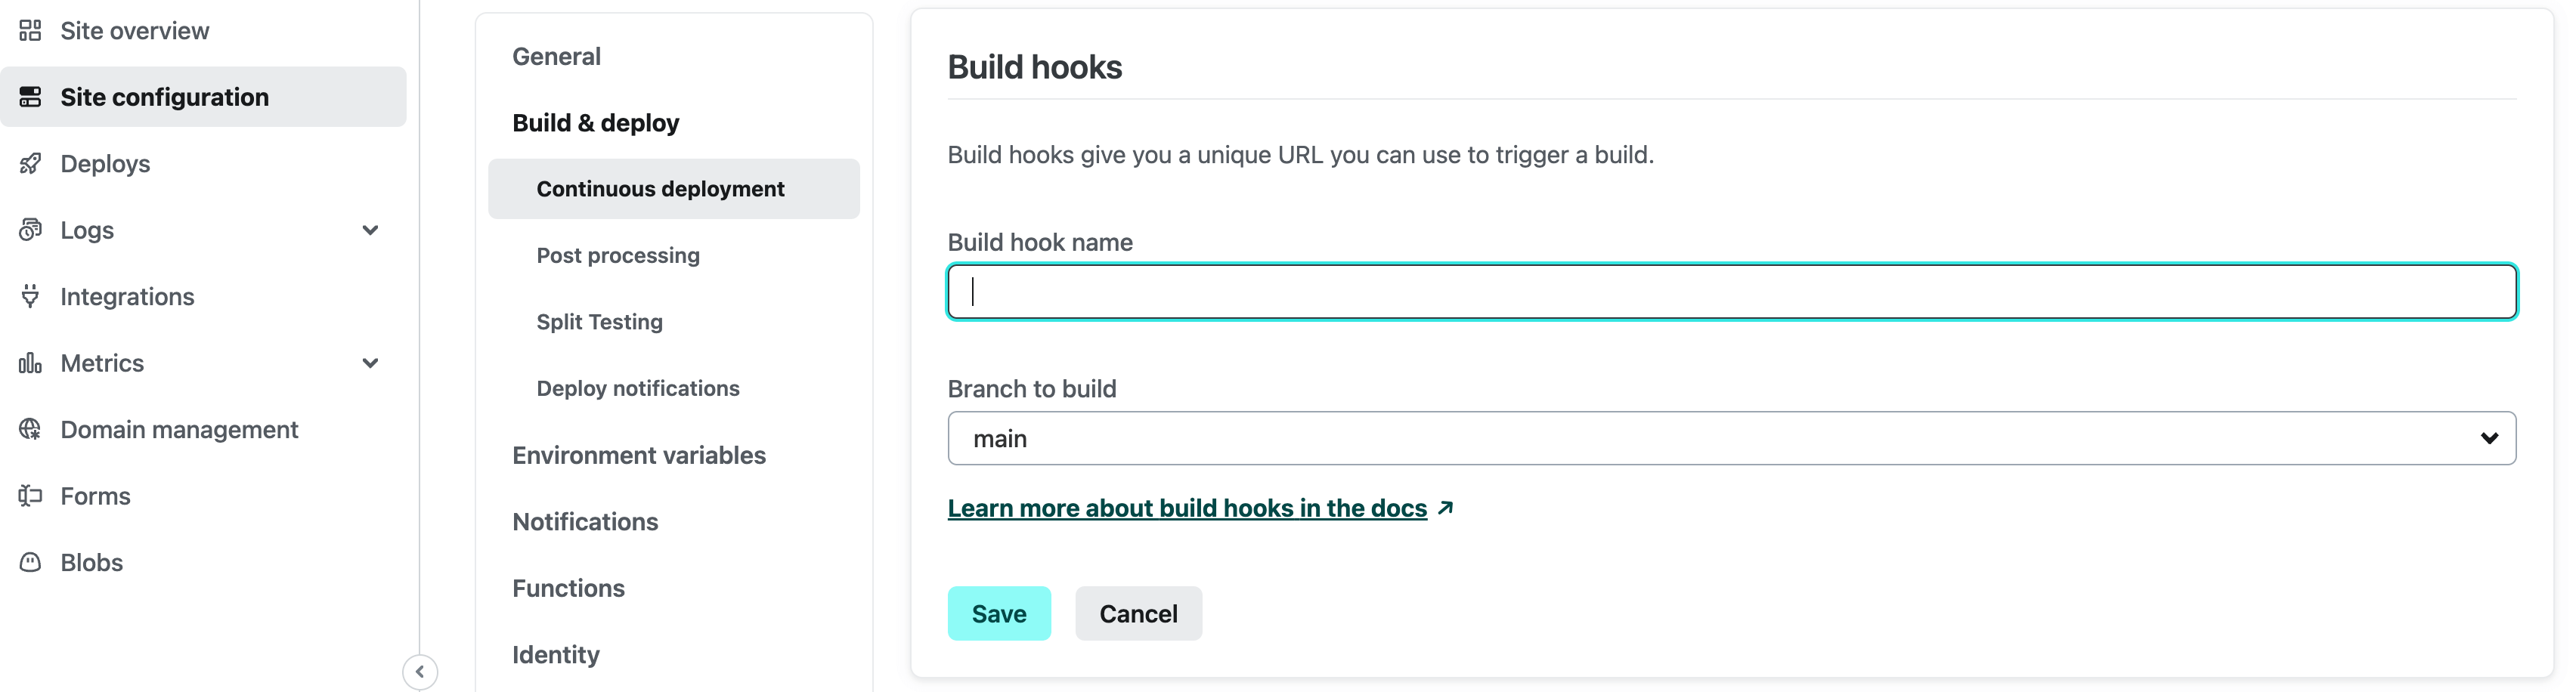 Site overview
Site configuration
Deploys
Logs
Integrations
Metrics
Domain management
Forms
Blobs
General
Build & deploy
Continuous deployment
Post processing
Split Testing
Deploy notifications
Environment variables
Notifications
Functions
Identity
Build hooks
Build hooks give you a unique URL you can use to trigger a build.
Build hook name
Branch to build
main
Learn more about build hooks in the docs
Save
Cancel